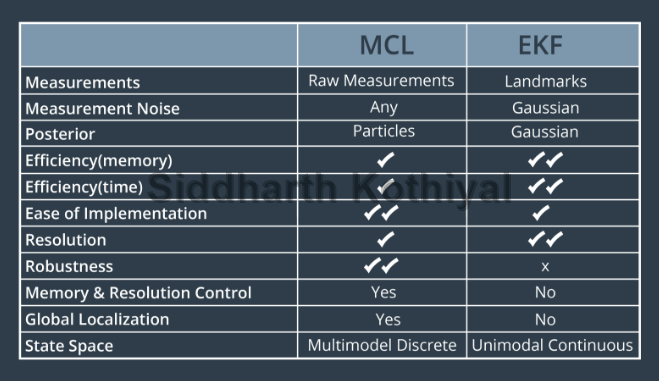 MCL EKF
Measurements Raw Measurements Landmarks
Measurement Noise Any Gaussian
Posterior Particles Gaussian
Efficiency(memory) ✔ ✔✔
Efficiency(time) ✔ ✔✔
Siddharth Kothiyal
Ease of Implementation ✔✔ ✔
Resolution ✔ ✔✔
Robustness ✔✔ x
Memory & Resolution Control Yes No
Global Localization Yes No
State Space Multimodel Discrete Unimodal Continuous